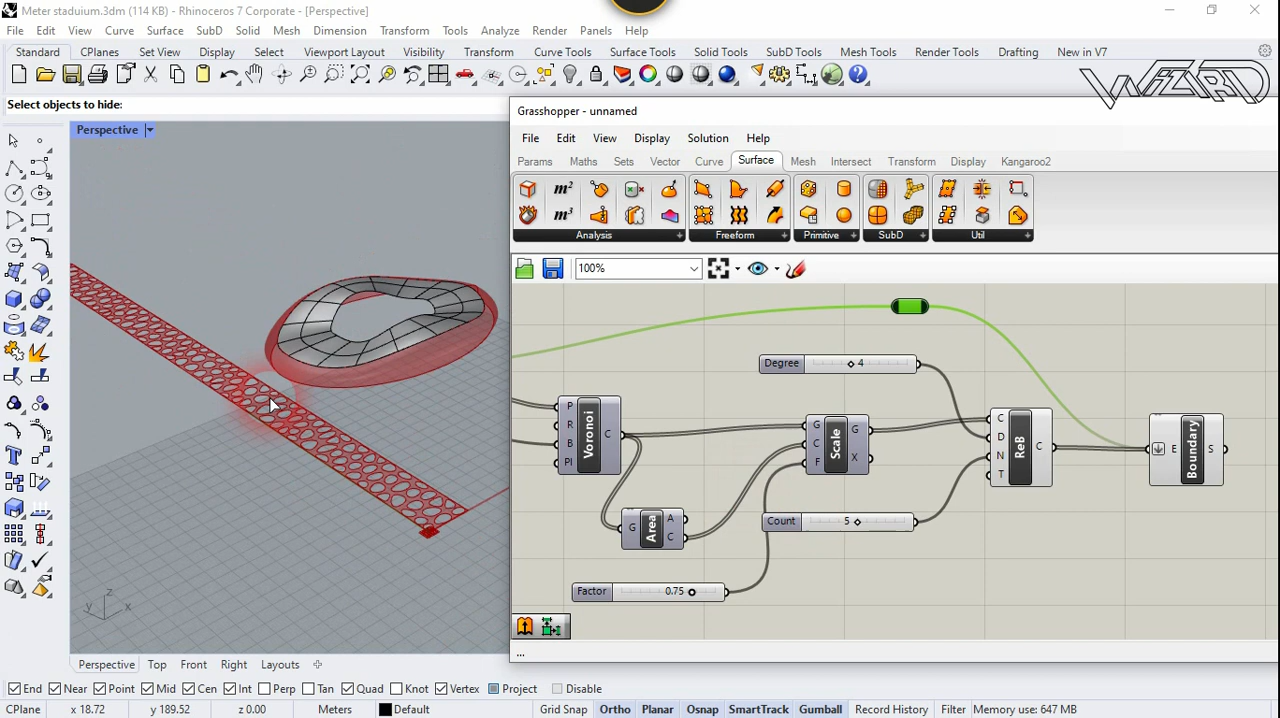 Meter staduium.3dm (114 KB) - Rhinoceros 7 Corporate - [Perspective]
File Edit View Curve Surface SubD Solid Mesh Dimension Transform Tools Analyze Render Panels Help
Standard CPlanes Set View Display Select Viewport Layout Visibility Transform Curve Tools Surface Tools Solid Tools SubD Tools Mesh Tools Render Tools Drafting New in V7
WIZARD
Select objects to hide:
Perspective
Grasshopper - unnamed
File Edit View Display Solution Help
Params Maths Sets Vector Curve Surface Mesh Intersect Transform Display Kangaroo2
m²
m³
Analysis Freeform Primitive SubD Util
100%
Degree 4
P
R
B
Pl
Voronoi
C
G
C
F
Scale
G
X
C
D
N
T
ReB
C
E
Boundary
S
G
Area
A
C
Count 5
Factor 0.75
...
z
y
x
Perspective Top Front Right Layouts
End Near Point Mid Cen Int Perp Tan Quad Knot Vertex Project Disable
CPlane x 18.72 y 189.52 z 0.00 Meters Default Grid Snap Ortho Planar Osnap SmartTrack Gumball Record History Filter Memory use: 647 MB